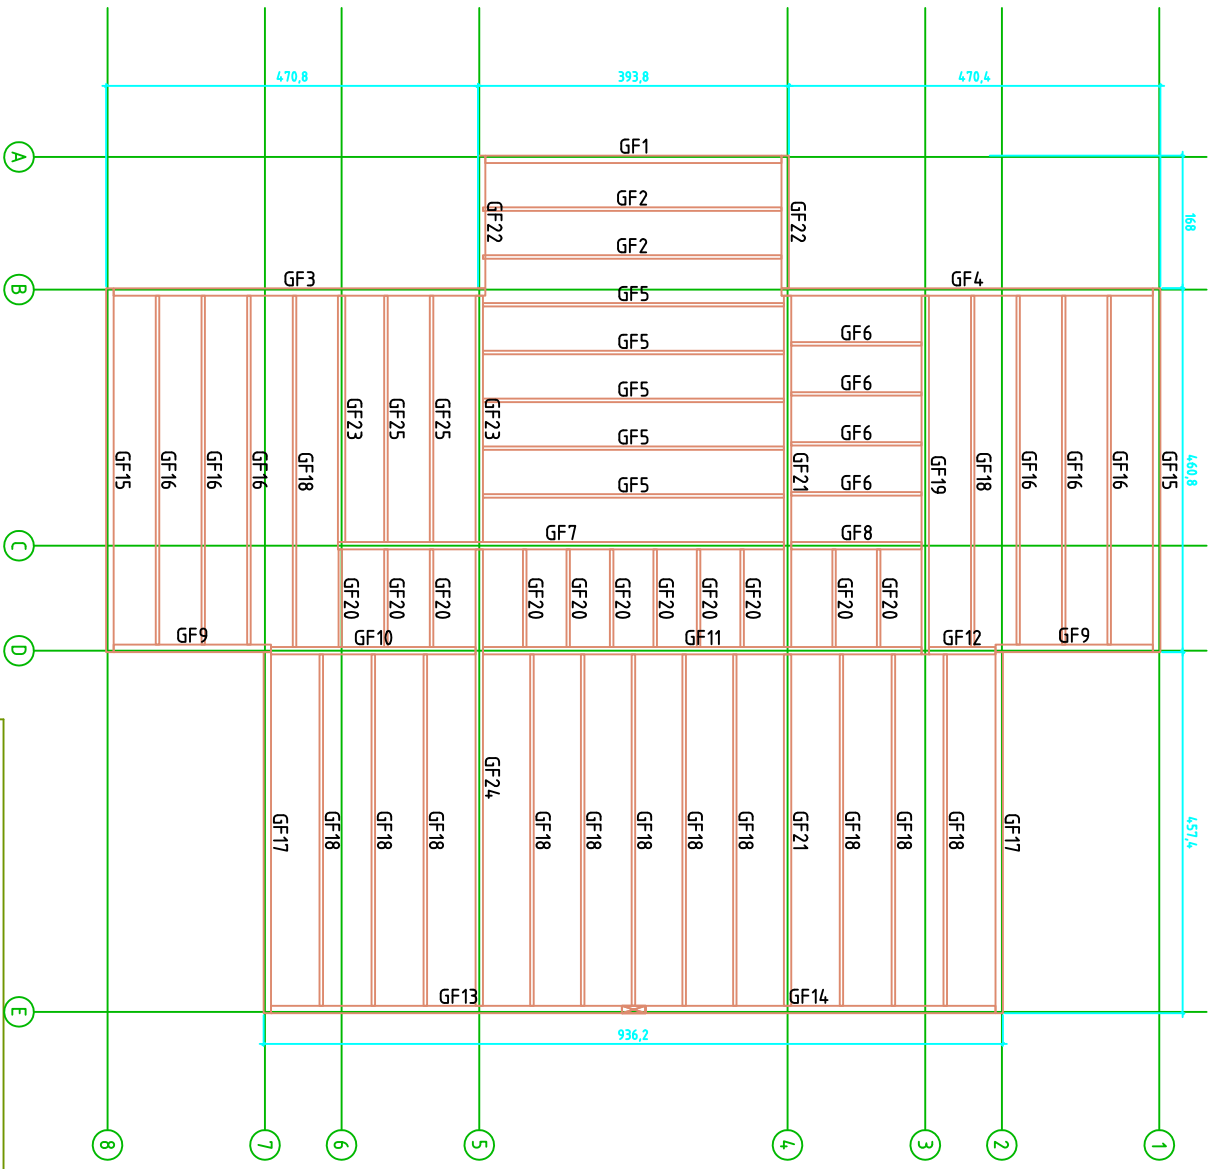 470,8
393,8
470,4
A
GF1
168
GF2
GF22
GF22
GF2
B
GF3
GF4
GF5
GF6
GF5
GF6
GF5
GF23
GF25
GF25
GF23
GF6
GF5
GF15
GF16
GF16
GF16
GF18
GF21
GF19
GF18
GF16
GF16
GF16
GF15
460,8
GF5
GF6
C
GF7
GF8
GF20
GF20
GF20
GF20
GF20
GF20
GF20
GF20
GF20
GF20
GF20
D
GF9
GF10
GF11
GF12
GF9
GF24
GF17
GF18
GF18
GF18
GF18
GF18
GF18
GF18
GF18
GF21
GF18
GF18
GF18
GF17
457,4
E
GF13
GF14
936,2
8
7
6
5
4
3
2
1